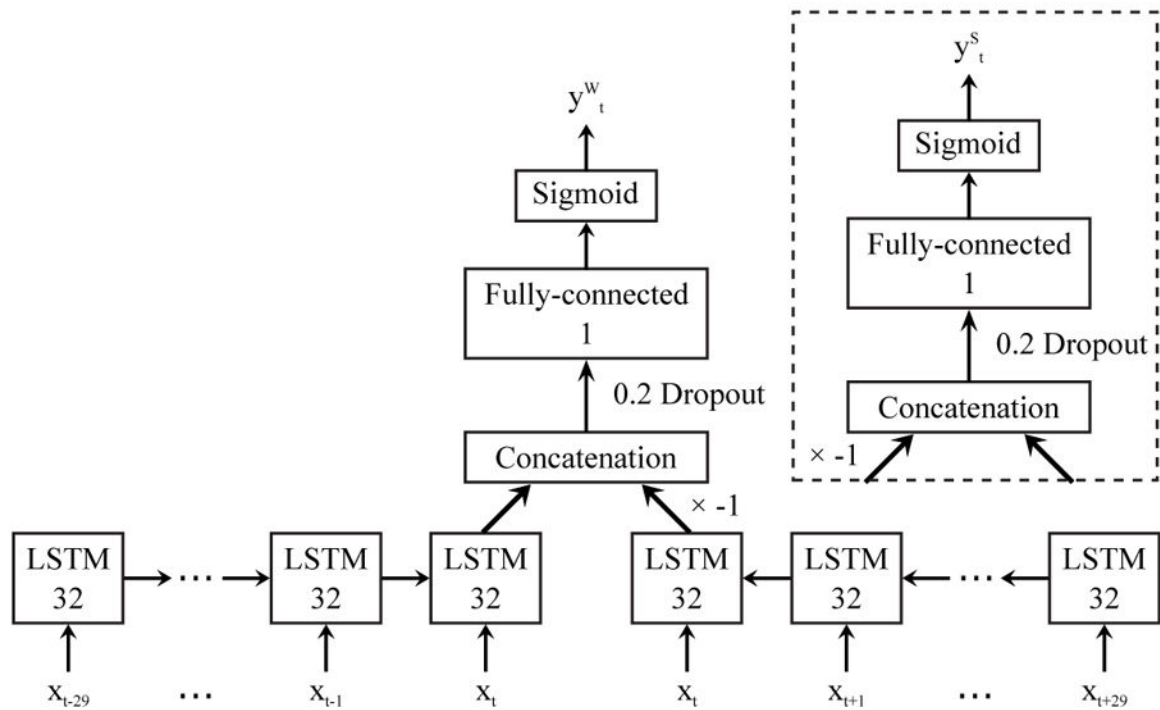 y^S_t
Sigmoid
Fully-connected
1
0.2 Dropout
Concatenation
× -1
y^W_t
Sigmoid
Fully-connected
1
0.2 Dropout
Concatenation
× -1
LSTM 32
...
LSTM 32
LSTM 32
LSTM 32
LSTM 32
...
LSTM 32
x_{t-29} ... x_{t-1} x_t x_t x_{t+1} ... x_{t+29}